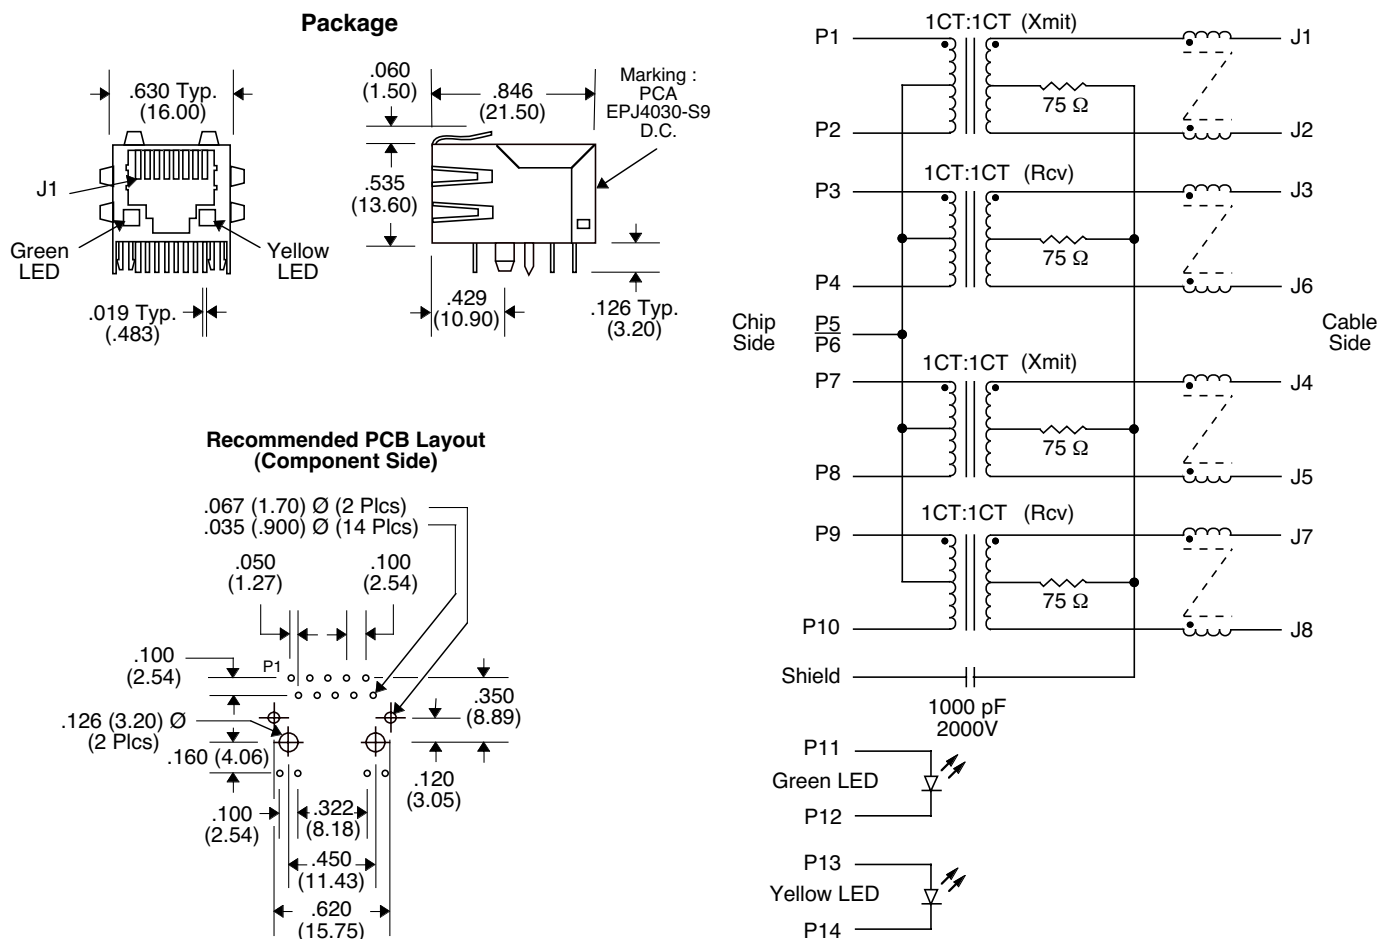 Package
.630 Typ.
(16.00)
.060
(1.50)
.846
(21.50)
Marking :
PCA
EPJ4030-S9
D.C.
J1
.535
(13.60)
Green
LED
Yellow
LED
.019 Typ.
(.483)
.429
(10.90)
.126 Typ.
(3.20)
Recommended PCB Layout
(Component Side)
.067 (1.70) Ø (2 Plcs)
.035 (.900) Ø (14 Plcs)
.050
(1.27)
.100
(2.54)
.100
(2.54)
P1
.350
(8.89)
.126 (3.20) Ø
(2 Plcs)
.160 (4.06)
.120
(3.05)
.100
(2.54)
.322
(8.18)
.450
(11.43)
.620
(15.75)
1CT:1CT (Xmit)
P1
J1
75 Ω
P2
J2
1CT:1CT (Rcv)
P3
J3
75 Ω
P4
J6
Chip
Side
P5
P6
Cable
Side
1CT:1CT (Xmit)
P7
J4
75 Ω
P8
J5
1CT:1CT (Rcv)
P9
J7
75 Ω
P10
J8
Shield
1000 pF
2000V
P11
Green LED
P12
P13
Yellow LED
P14